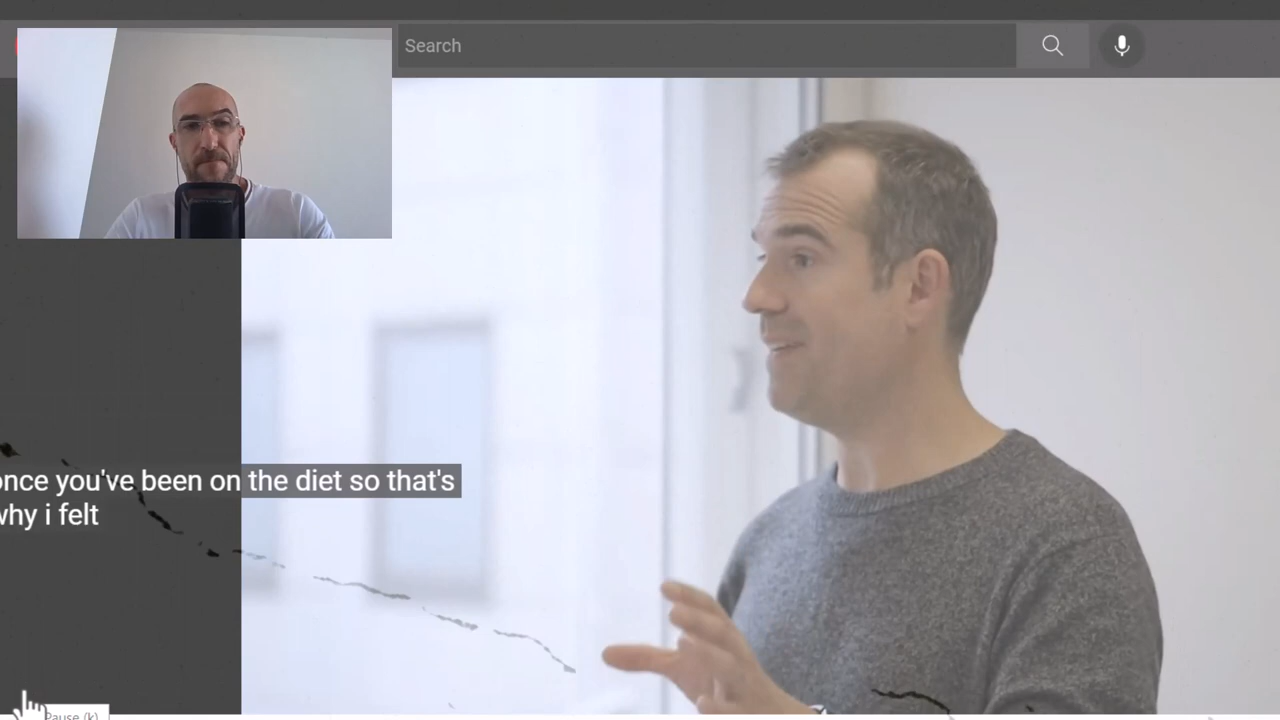 Search
once you've been on the diet so that's
why i felt
Pause (k)